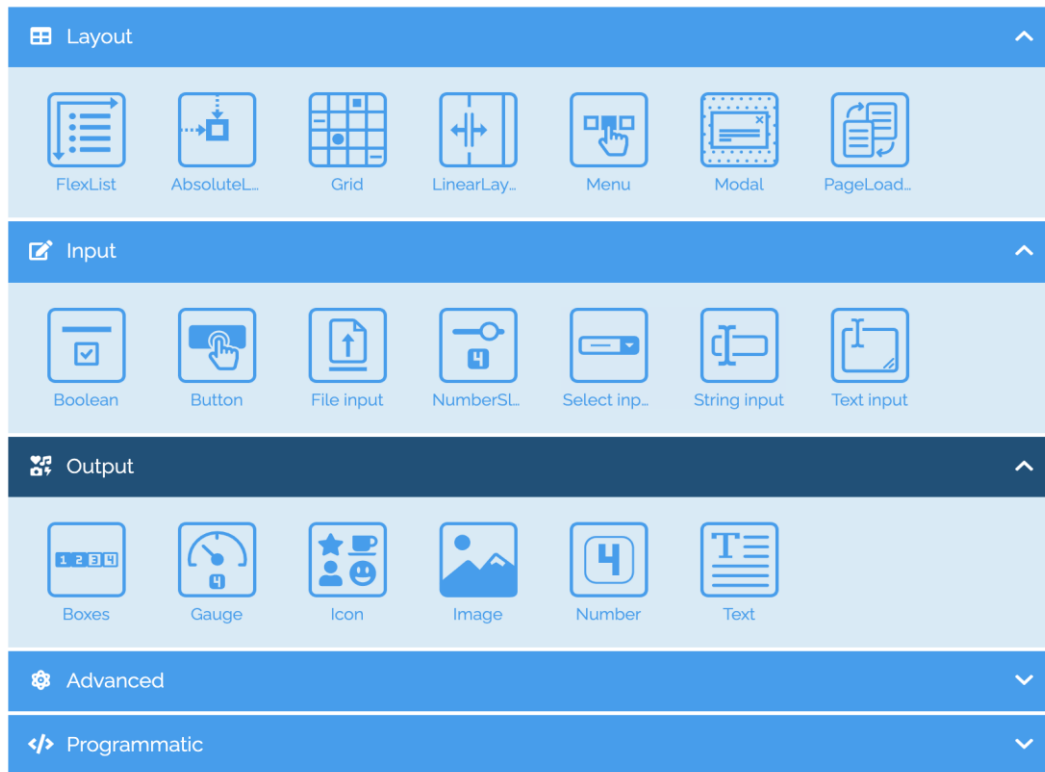 Layout
FlexList
AbsoluteL...
Grid
LinearLay...
Menu
Modal
PageLoad...
Input
4
Boolean
Button
File input
NumberSl...
Select inp...
String input
Text input
Output
1 2 3 4
4
4
T
Boxes
Gauge
Icon
Image
Number
Text
Advanced
</> Programmatic